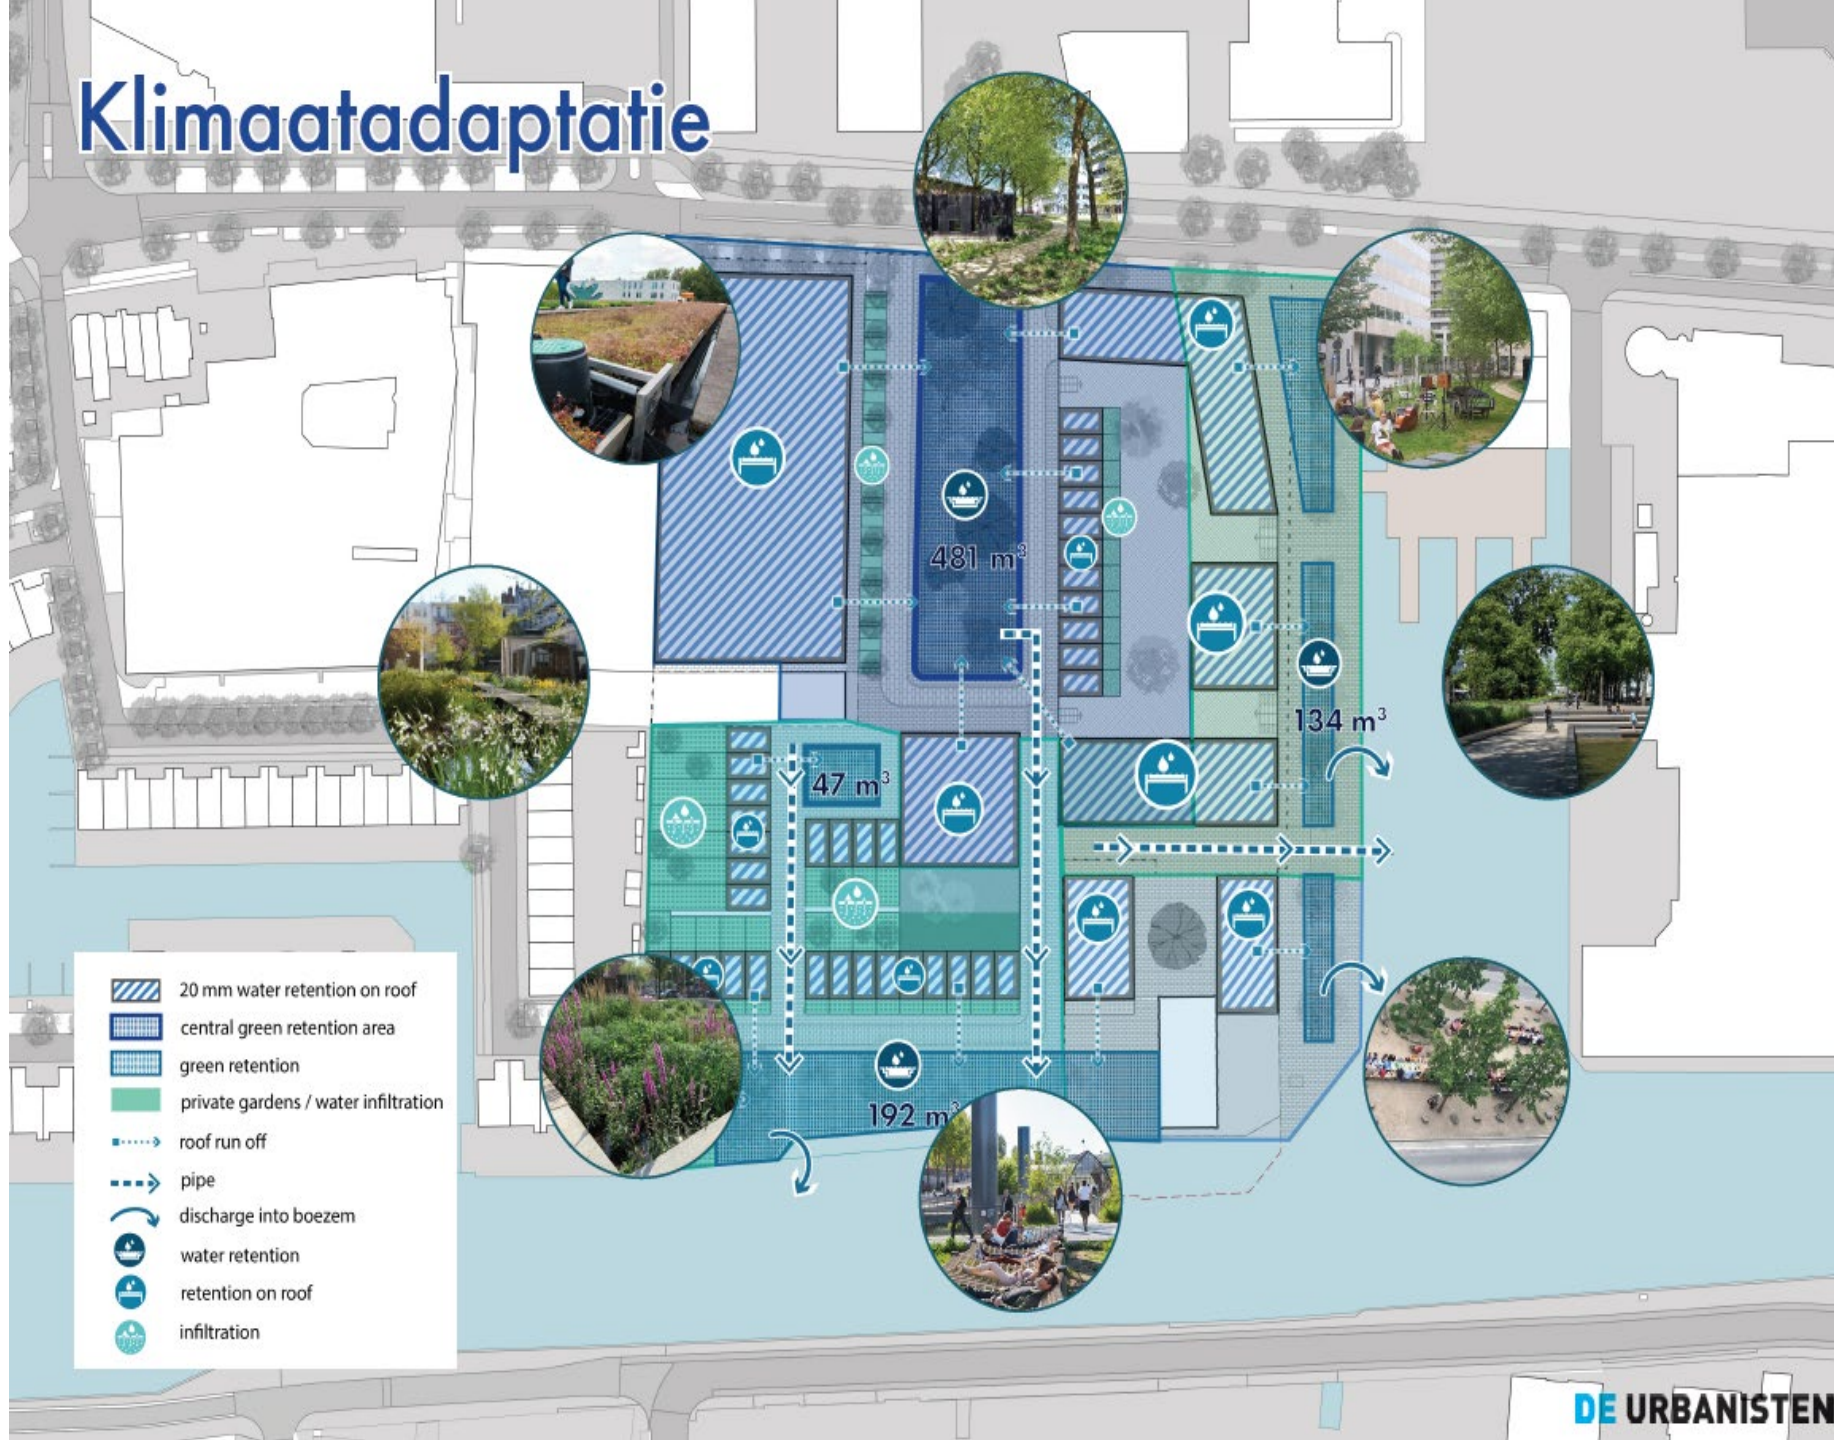 Klimaatadaptatie
481 m³
134 m³
47 m³
192 m³
20 mm water retention on roof
central green retention area
green retention
private gardens / water infiltration
roof run off
pipe
discharge into boezem
water retention
retention on roof
infiltration
DE URBANISTEN